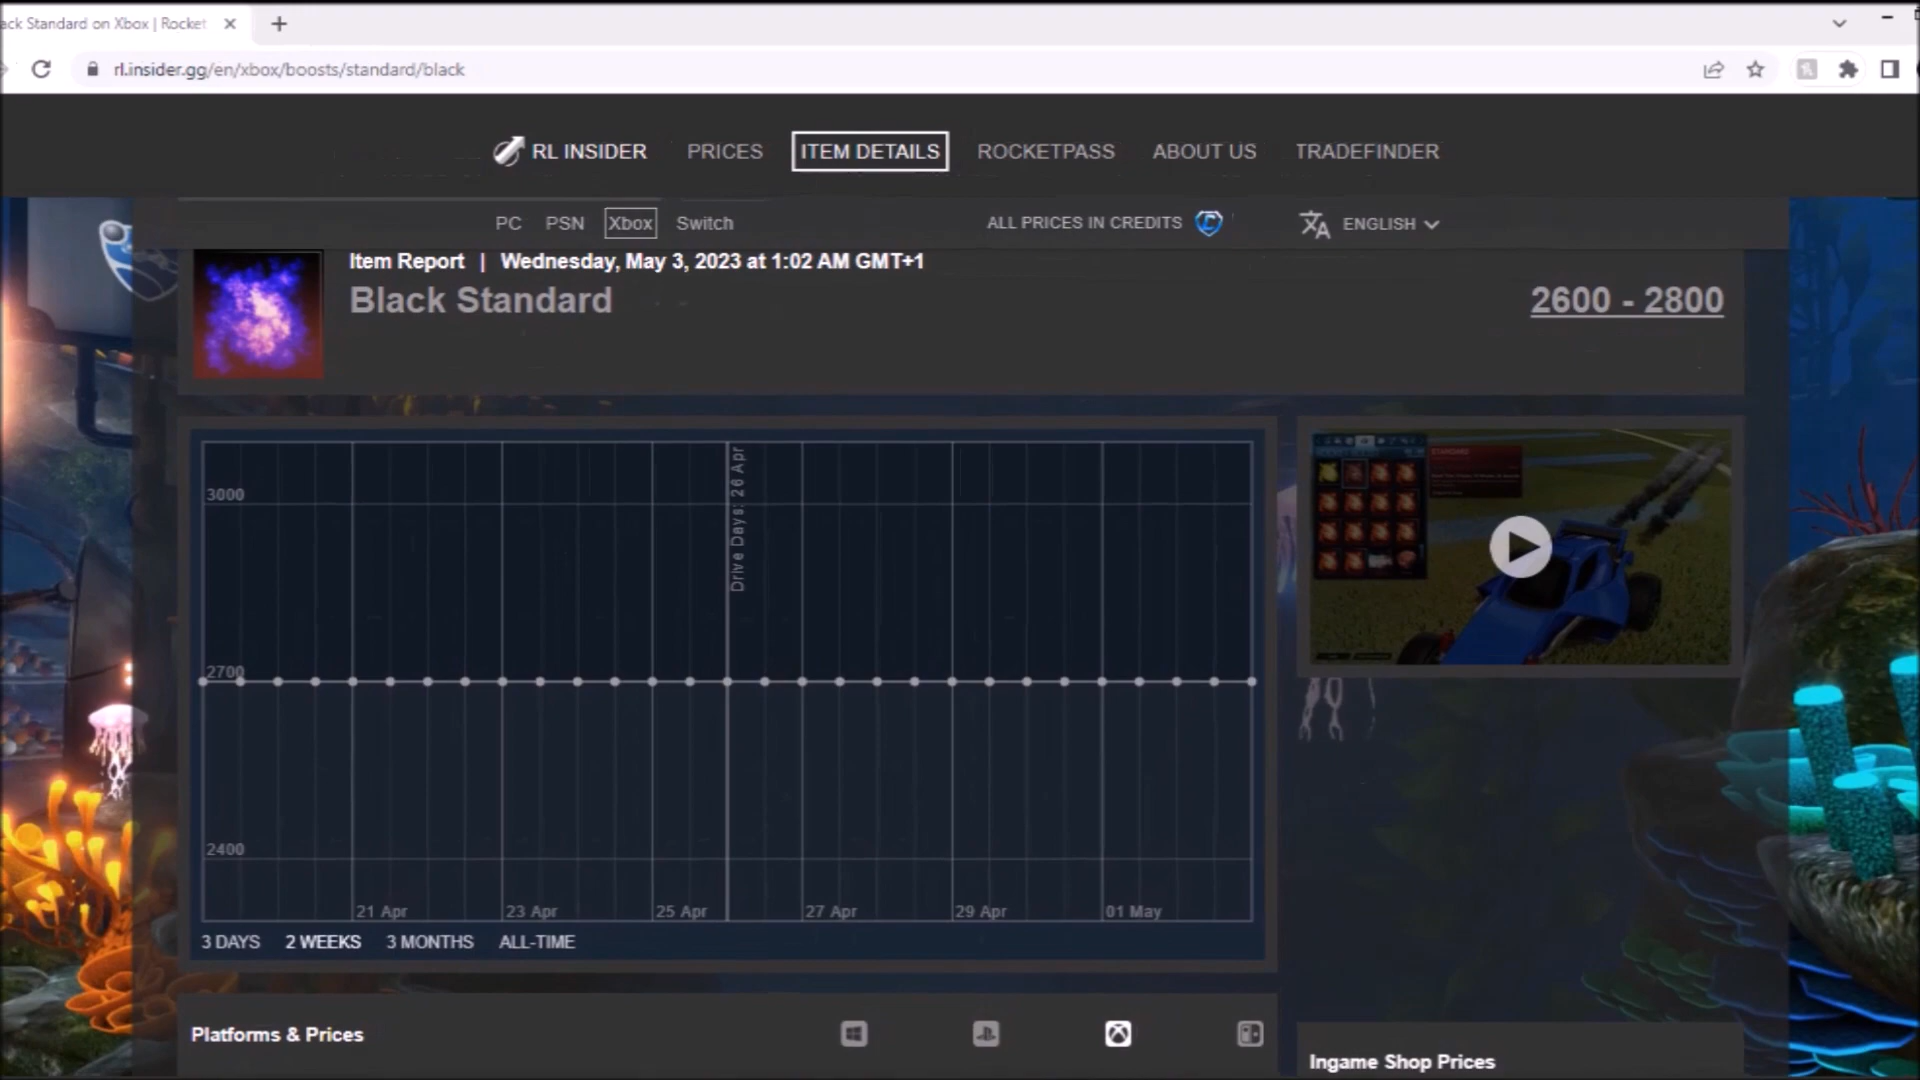 ack Standard on Xbox | Rocket
rl.insider.gg/en/xbox/boosts/standard/black
RL INSIDER PRICES ITEM DETAILS ROCKETPASS ABOUT US TRADEFINDER
PC PSN Xbox Switch ALL PRICES IN CREDITS ENGLISH
Item Report | Wednesday, May 3, 2023 at 1:02 AM GMT+1
Black Standard
2600 - 2800
3000
2700
2400
Drive Days: 26 Apr
21 Apr 23 Apr 25 Apr 27 Apr 29 Apr 01 May
3 DAYS 2 WEEKS 3 MONTHS ALL-TIME
STANDARD
Platforms & Prices
Ingame Shop Prices